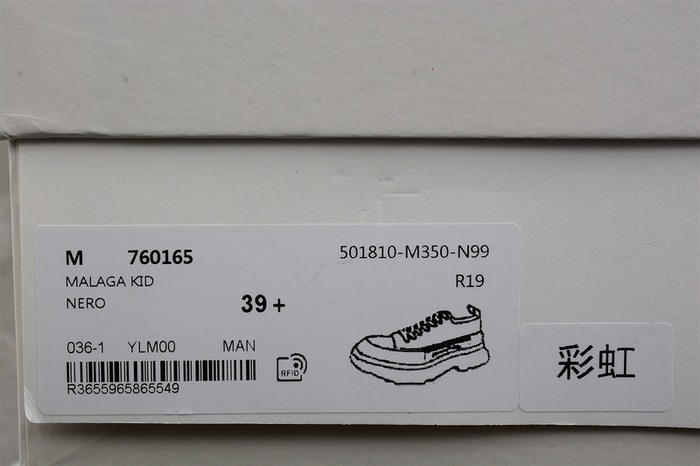 M 760165
501810-M350-N99
MALAGA KID
R19
NERO
39+
036-1 YLM00 MAN
RFID
R3655965865549
彩虹